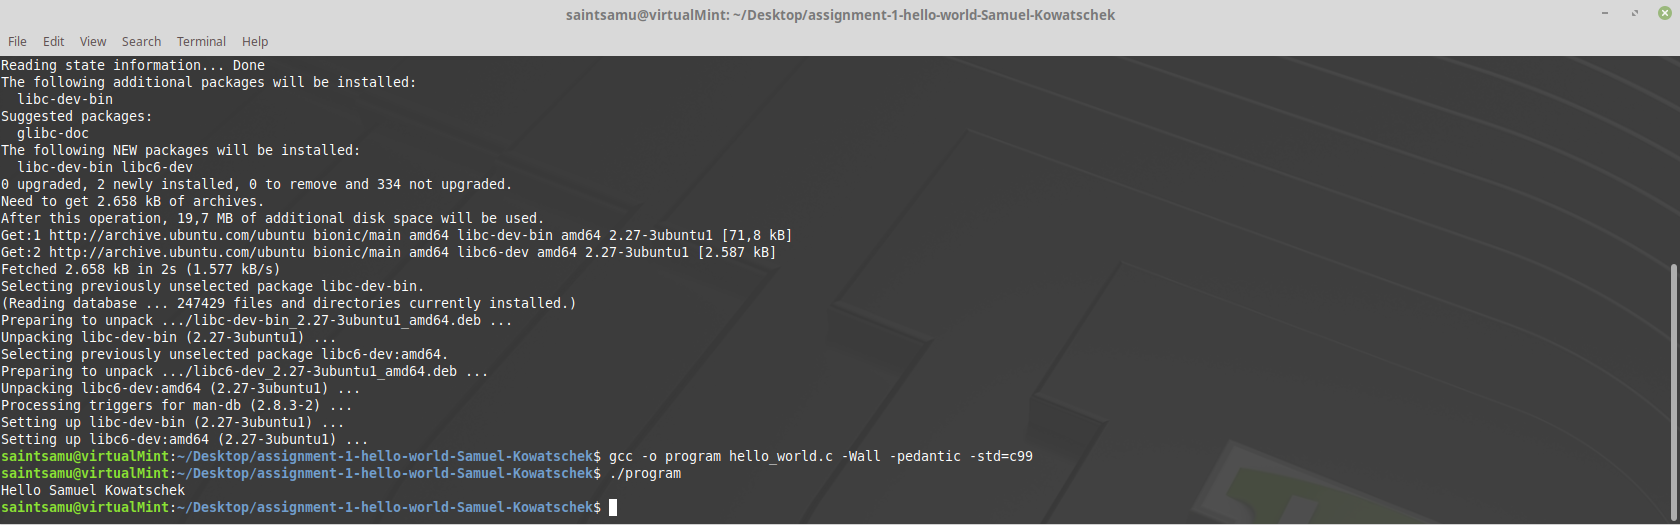 saintsamu@virtualMint: ~/Desktop/assignment-1-hello-world-Samuel-Kowatschek
File Edit View Search Terminal Help
Reading state information... Done
The following additional packages will be installed:
  libc-dev-bin
Suggested packages:
  glibc-doc
The following NEW packages will be installed:
  libc-dev-bin libc6-dev
0 upgraded, 2 newly installed, 0 to remove and 334 not upgraded.
Need to get 2.658 kB of archives.
After this operation, 19,7 MB of additional disk space will be used.
Get:1 http://archive.ubuntu.com/ubuntu bionic/main amd64 libc-dev-bin amd64 2.27-3ubuntu1 [71,8 kB]
Get:2 http://archive.ubuntu.com/ubuntu bionic/main amd64 libc6-dev amd64 2.27-3ubuntu1 [2.587 kB]
Fetched 2.658 kB in 2s (1.577 kB/s)
Selecting previously unselected package libc-dev-bin.
(Reading database ... 247429 files and directories currently installed.)
Preparing to unpack .../libc-dev-bin_2.27-3ubuntu1_amd64.deb ...
Unpacking libc-dev-bin (2.27-3ubuntu1) ...
Selecting previously unselected package libc6-dev:amd64.
Preparing to unpack .../libc6-dev_2.27-3ubuntu1_amd64.deb ...
Unpacking libc6-dev:amd64 (2.27-3ubuntu1) ...
Processing triggers for man-db (2.8.3-2) ...
Setting up libc-dev-bin (2.27-3ubuntu1) ...
Setting up libc6-dev:amd64 (2.27-3ubuntu1) ...
saintsamu@virtualMint:~/Desktop/assignment-1-hello-world-Samuel-Kowatschek$ gcc -o program hello_world.c -Wall -pedantic -std=c99
saintsamu@virtualMint:~/Desktop/assignment-1-hello-world-Samuel-Kowatschek$ ./program
Hello Samuel Kowatschek
saintsamu@virtualMint:~/Desktop/assignment-1-hello-world-Samuel-Kowatschek$